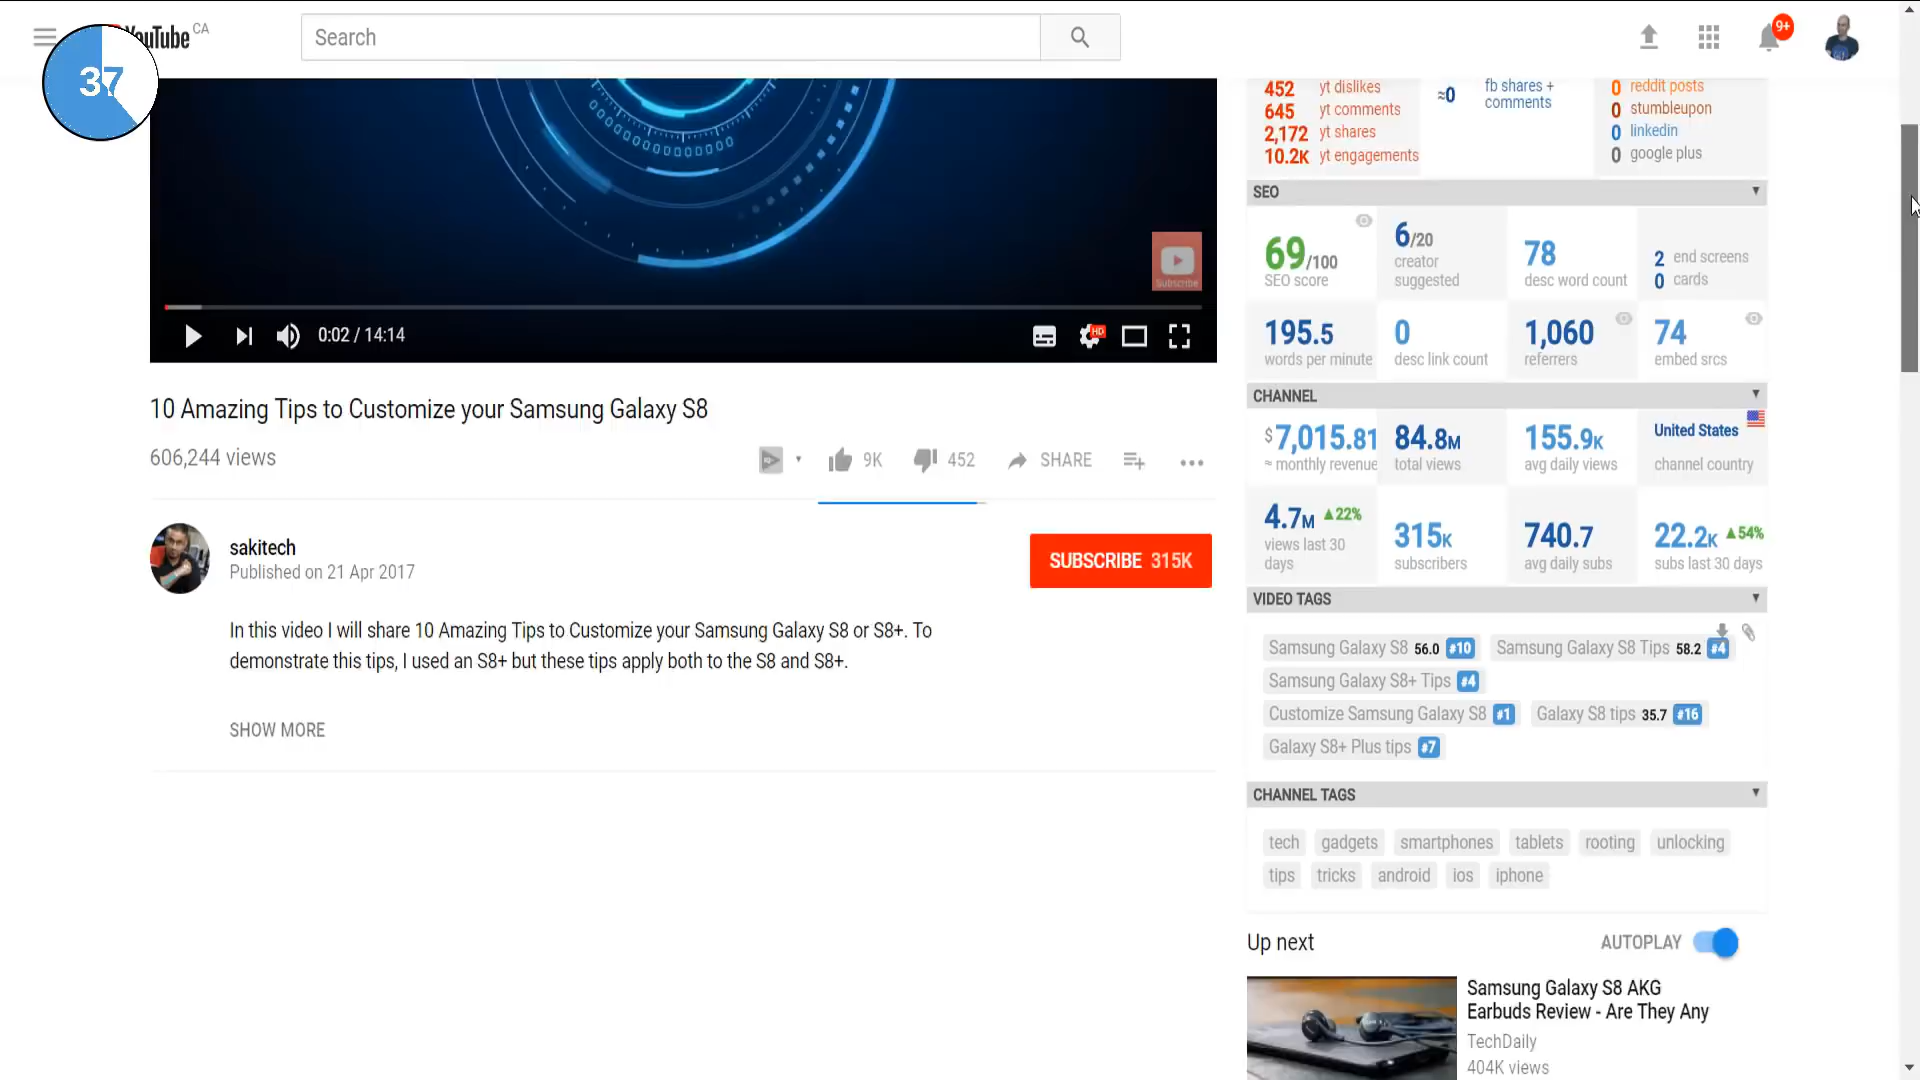 YouTube CA
37
Search
9+
452 yt dislikes
645 yt comments
2,172 yt shares
10.2K yt engagements
≈0 fb shares +
comments
0 reddit posts
0 stumbleupon
0 linkedin
0 google plus
SEO
69/100
SEO score
6/20
creator
suggested
78
desc word count
2 end screens
0 cards
195.5
words per minute
0
desc link count
1,060
referrers
74
embed srcs
Subscribe
0:02 / 14:14
HD
10 Amazing Tips to Customize your Samsung Galaxy S8
606,244 views
9K
452
SHARE
sakitech
Published on 21 Apr 2017
SUBSCRIBE 315K
In this video I will share 10 Amazing Tips to Customize your Samsung Galaxy S8 or S8+. To
demonstrate this tips, I used an S8+ but these tips apply both to the S8 and S8+.
SHOW MORE
CHANNEL
$7,015.81
≈ monthly revenue
84.8M
total views
155.9K
avg daily views
United States
channel country
4.7M ▲22%
views last 30
days
315K
subscribers
740.7
avg daily subs
22.2K ▲54%
subs last 30 days
VIDEO TAGS
Samsung Galaxy S8 56.0 #10 Samsung Galaxy S8 Tips 58.2 #4
Samsung Galaxy S8+ Tips #4
Customize Samsung Galaxy S8 #1 Galaxy S8 tips 35.7 #16
Galaxy S8+ Plus tips #7
CHANNEL TAGS
tech gadgets smartphones tablets rooting unlocking
tips tricks android ios iphone
Up next AUTOPLAY
Samsung Galaxy S8 AKG
Earbuds Review - Are They Any
TechDaily
404K views